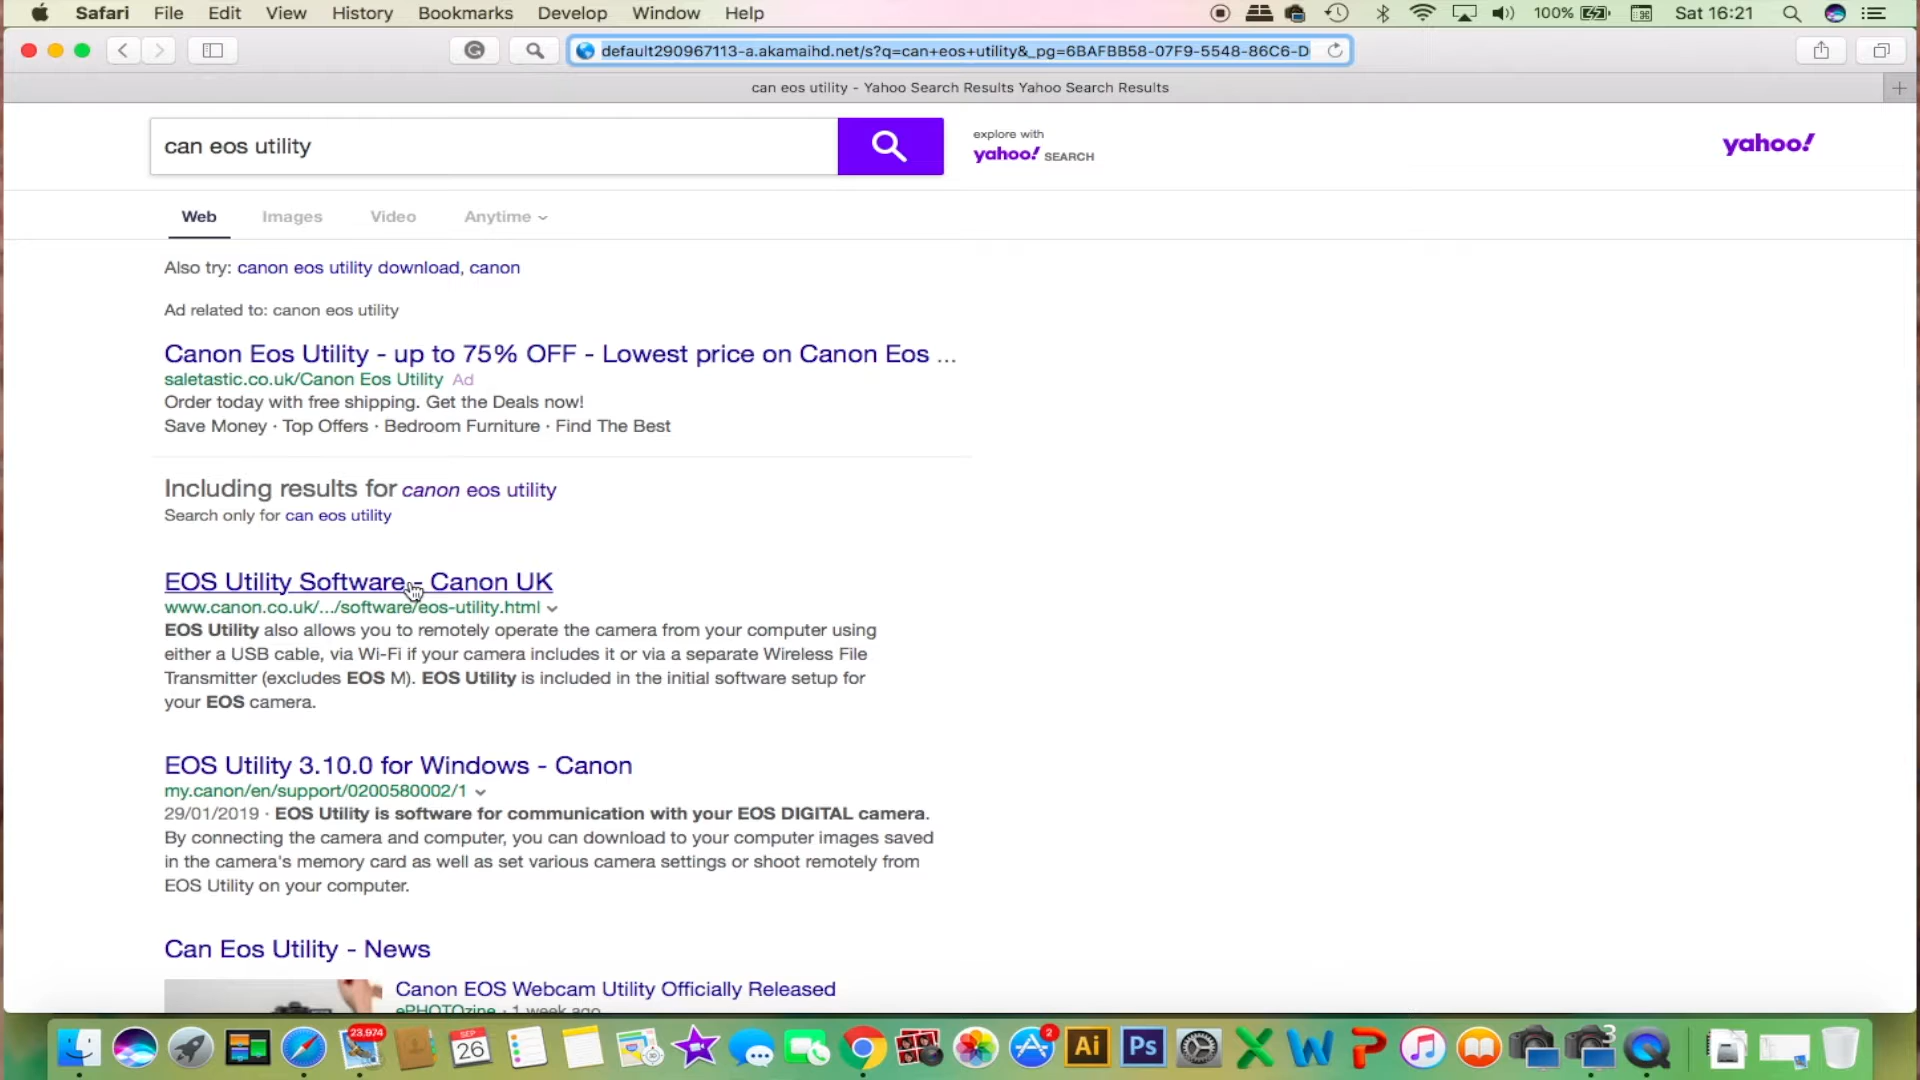 Safari File Edit View History Bookmarks Develop Window Help 100% Sat 16:21
default290967113-a.akamaihd.net/s?q=can+eos+utility&_pg=6BAFBB58-07F9-5548-86C6-D
can eos utility - Yahoo Search Results Yahoo Search Results
can eos utility
explore with
yahoo! SEARCH
yahoo!
Web Images Video Anytime
Also try: canon eos utility download, canon
Ad related to: canon eos utility
Canon Eos Utility - up to 75% OFF - Lowest price on Canon Eos ...
saletastic.co.uk/Canon Eos Utility Ad
Order today with free shipping. Get the Deals now!
Save Money · Top Offers · Bedroom Furniture · Find The Best
Including results for canon eos utility
Search only for can eos utility
EOS Utility Software - Canon UK
www.canon.co.uk/.../software/eos-utility.html
EOS Utility also allows you to remotely operate the camera from your computer using
either a USB cable, via Wi-Fi if your camera includes it or via a separate Wireless File
Transmitter (excludes EOS M). EOS Utility is included in the initial software setup for
your EOS camera.
EOS Utility 3.10.0 for Windows - Canon
my.canon/en/support/0200580002/1
29/01/2019 · EOS Utility is software for communication with your EOS DIGITAL camera.
By connecting the camera and computer, you can download to your computer images saved
in the camera's memory card as well as set various camera settings or shoot remotely from
EOS Utility on your computer.
Can Eos Utility - News
Canon EOS Webcam Utility Officially Released
ePHOTOzine · 1 week ago
23,974 SEP 26 2 Ai Ps 3